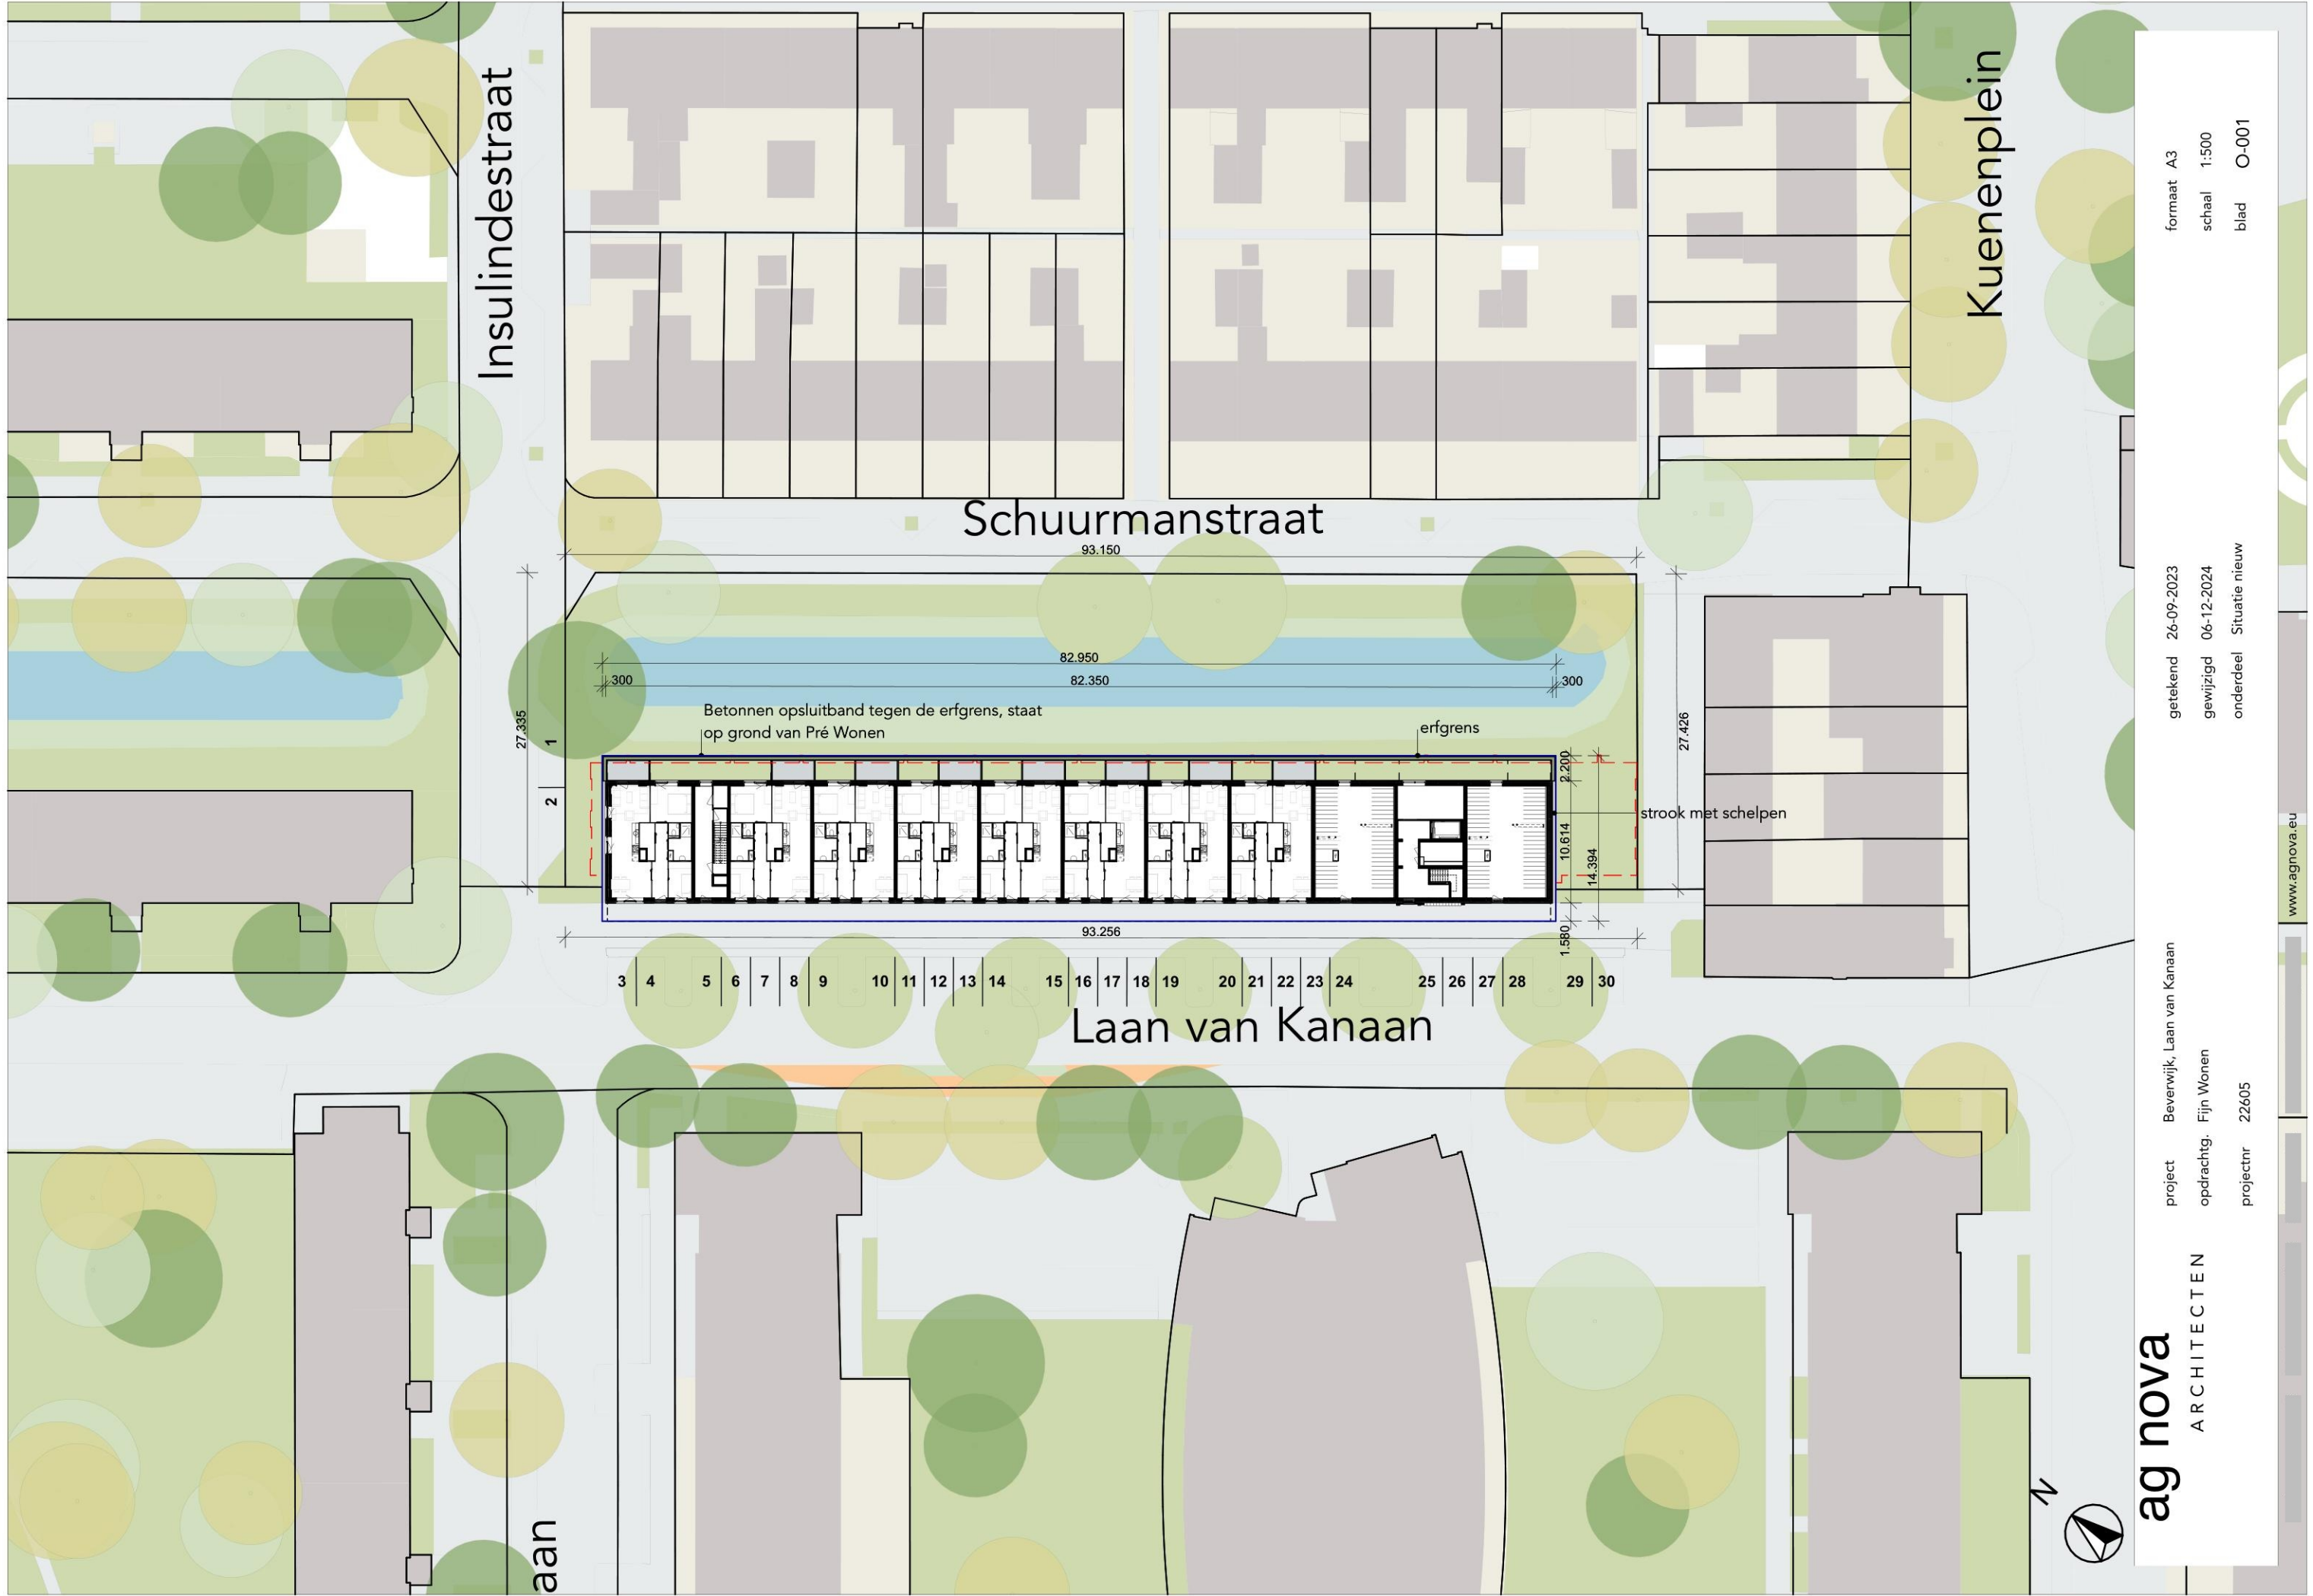 Insulindestraat
Kuenenplein
Schuurmanstraat
93.150
82.950
300
82.350
300
Betonnen opsluitband tegen de erfgrens, staat
op grond van Pré Wonen
erfgrens
27.335
1
2
27.426
2.200
10.614
14.394
1.580
strook met schelpen
93.256
3 4 5 6 7 8 9 10 11 12 13 14 15 16 17 18 19 20 21 22 23 24 25 26 27 28 29 30
Laan van Kanaan
aan
N
formaat A3
schaal 1:500
blad O-001
getekend 26-09-2023
gewijzigd 06-12-2024
onderdeel Situatie nieuw
project Beverwijk, Laan van Kanaan
opdrachtg. Fijn Wonen
projectnr 22605
ag nova
ARCHITECTEN
www.agnova.eu